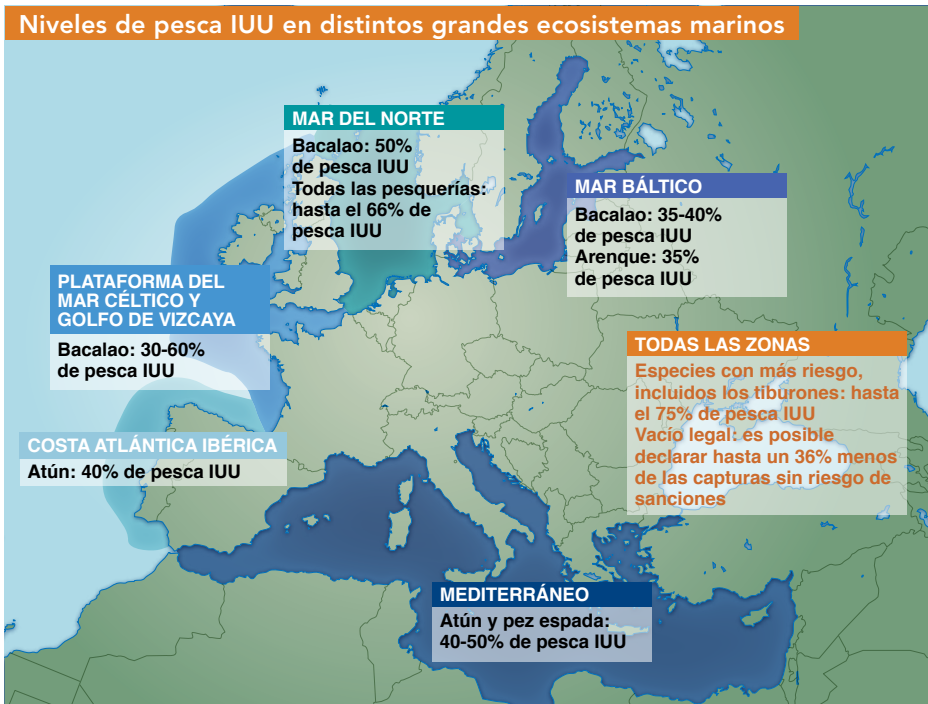 Niveles de pesca IUU en distintos grandes ecosistemas marinos
MAR DEL NORTE
Bacalao: 50%
de pesca IUU
Todas las pesquerías:
hasta el 66% de
pesca IUU
MAR BÁLTICO
Bacalao: 35-40%
de pesca IUU
Arenque: 35%
de pesca IUU
PLATAFORMA DEL
MAR CÉLTICO Y
GOLFO DE VIZCAYA
Bacalao: 30-60%
de pesca IUU
TODAS LAS ZONAS
Especies con más riesgo,
incluidos los tiburones: hasta
el 75% de pesca IUU
Vacío legal: es posible
declarar hasta un 36% menos
de las capturas sin riesgo de
sanciones
COSTA ATLÁNTICA IBÉRICA
Atún: 40% de pesca IUU
MEDITERRÁNEO
Atún y pez espada:
40-50% de pesca IUU